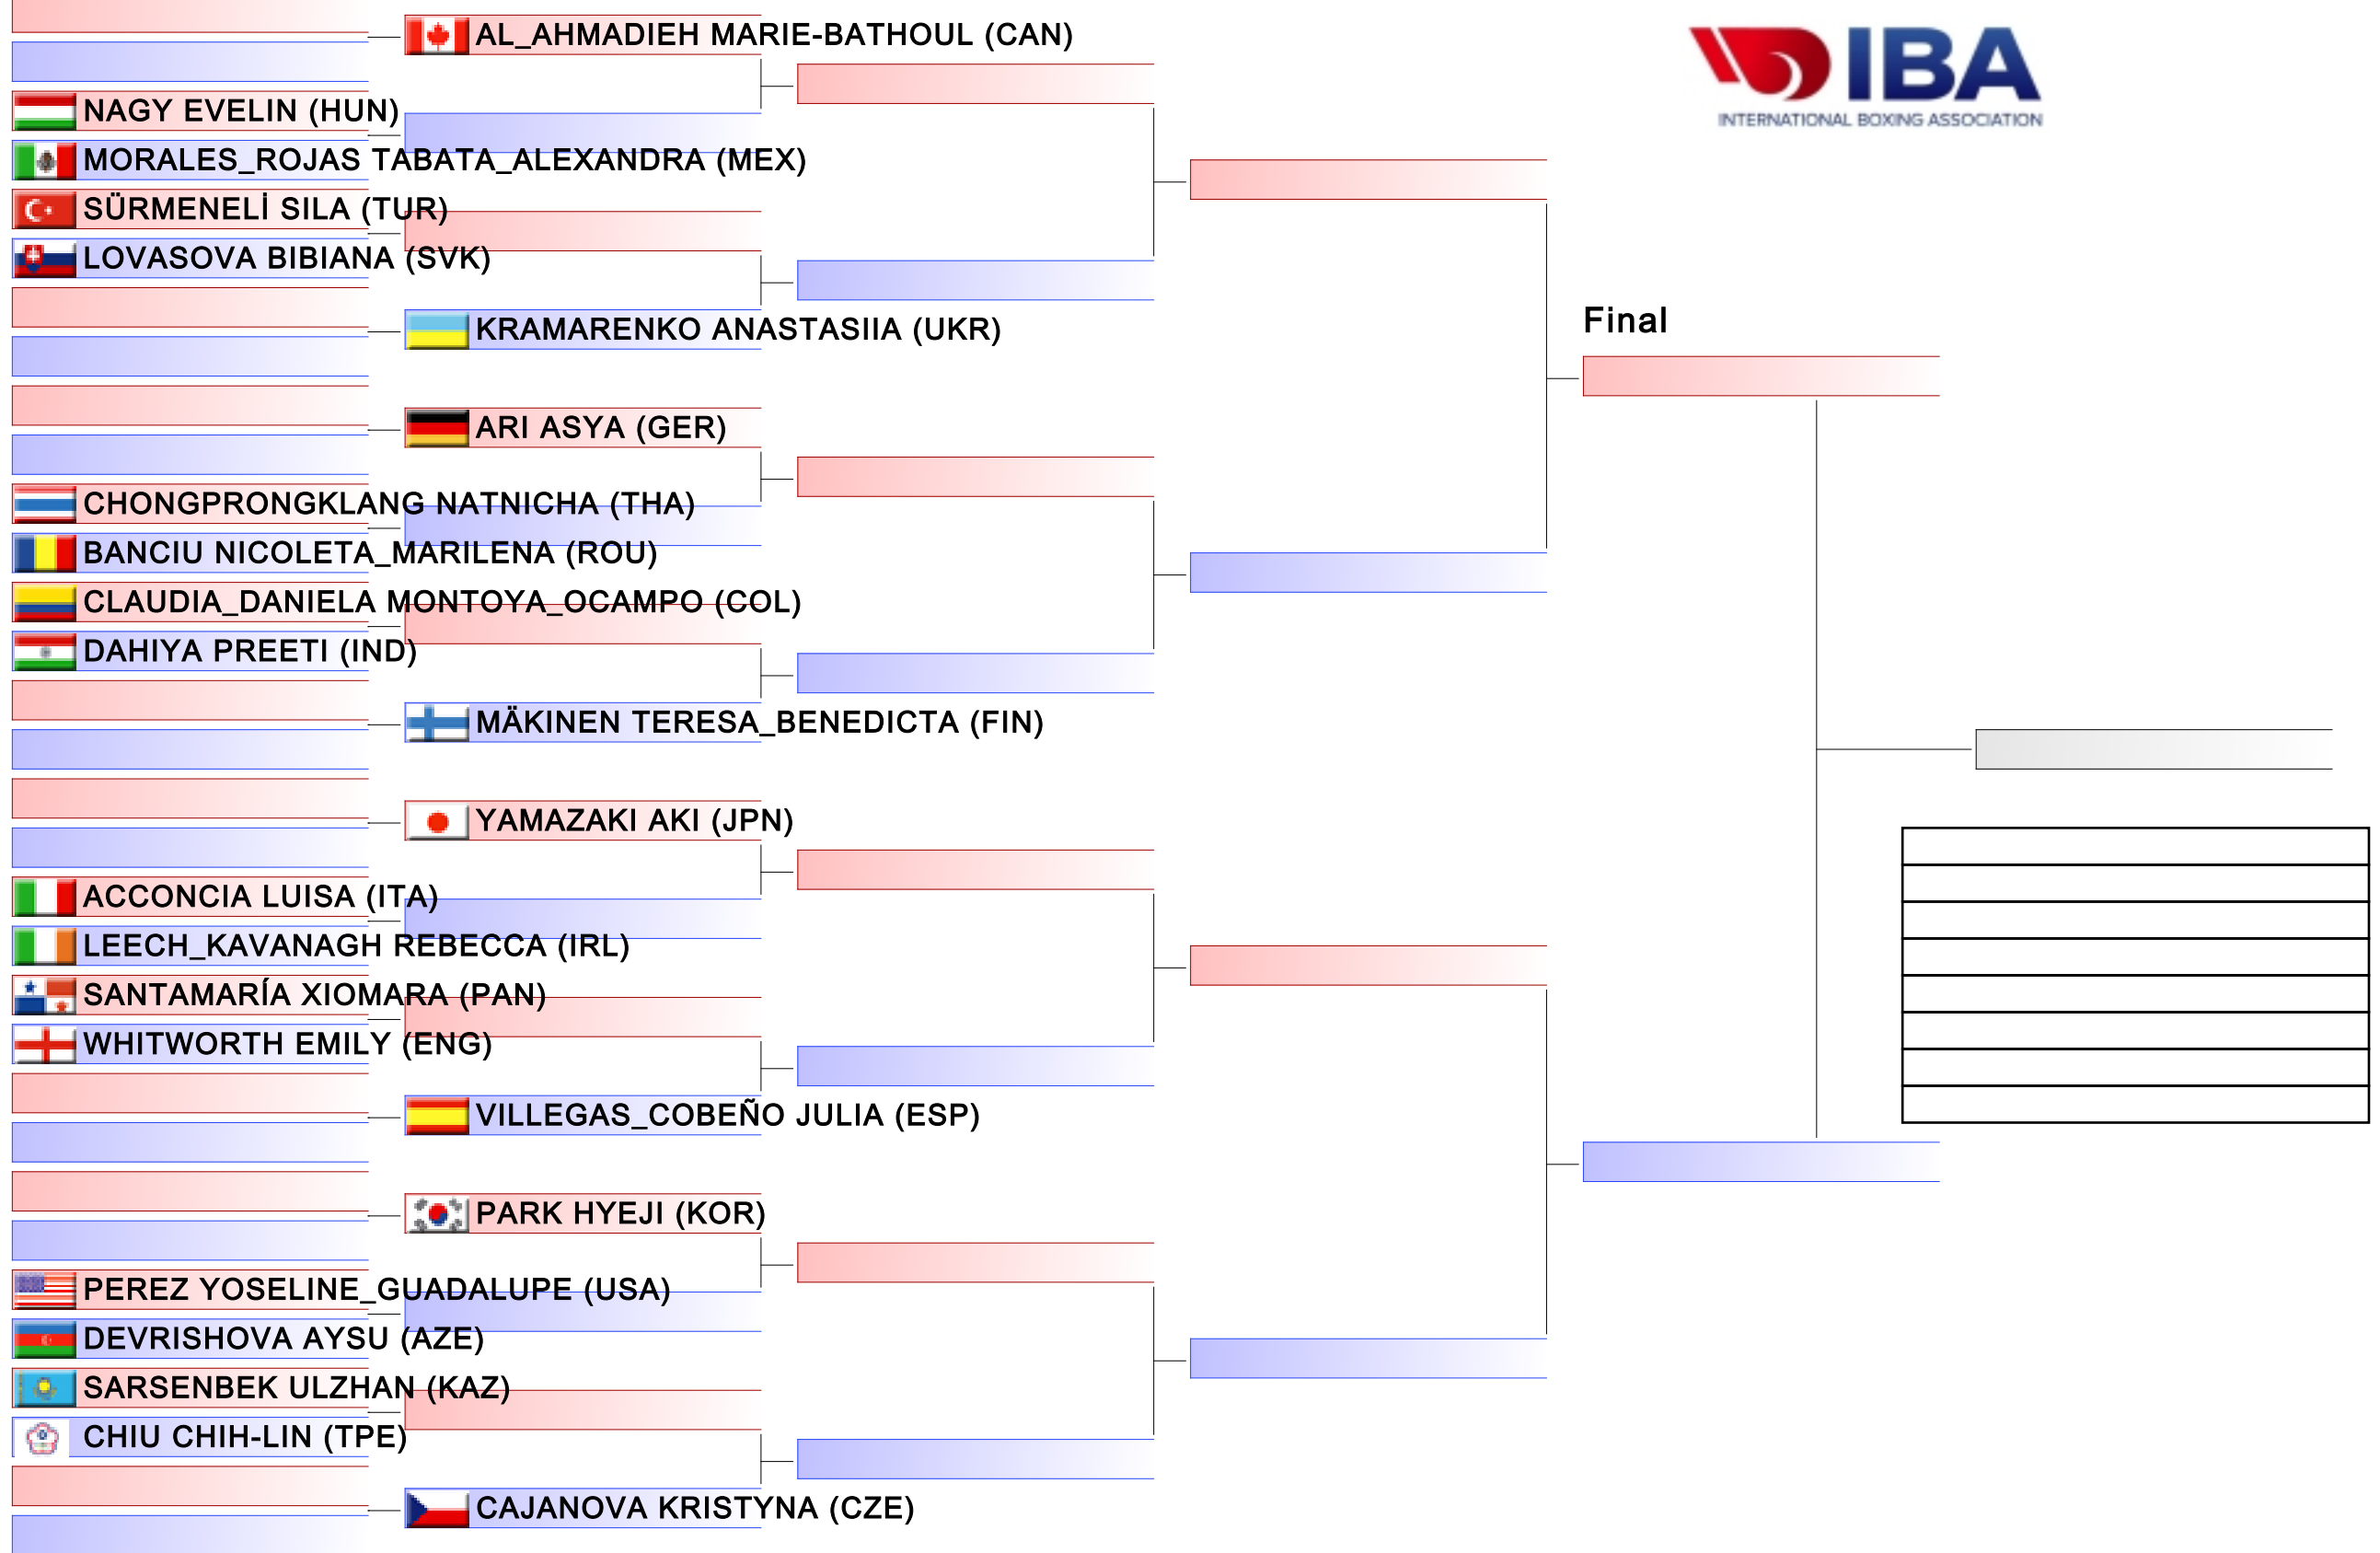 AL_AHMADIEH MARIE-BATHOUL (CAN)
IBA
INTERNATIONAL BOXING ASSOCIATION
NAGY EVELIN (HUN)
MORALES_ROJAS TABATA_ALEXANDRA (MEX)
SÜRMENELİ SILA (TUR)
LOVASOVA BIBIANA (SVK)
KRAMARENKO ANASTASIIA (UKR)
Final
ARI ASYA (GER)
CHONGPRONGKLANG NATNICHA (THA)
BANCIU NICOLETA_MARILENA (ROU)
CLAUDIA_DANIELA MONTOYA_OCAMPO (COL)
DAHIYA PREETI (IND)
MÄKINEN TERESA_BENEDICTA (FIN)
YAMAZAKI AKI (JPN)
ACCONCIA LUISA (ITA)
LEECH_KAVANAGH REBECCA (IRL)
SANTAMARÍA XIOMARA (PAN)
WHITWORTH EMILY (ENG)
VILLEGAS_COBEÑO JULIA (ESP)
PARK HYEJI (KOR)
PEREZ YOSELINE_GUADALUPE (USA)
DEVRISHOVA AYSU (AZE)
SARSENBEK ULZHAN (KAZ)
CHIU CHIH-LIN (TPE)
CAJANOVA KRISTYNA (CZE)